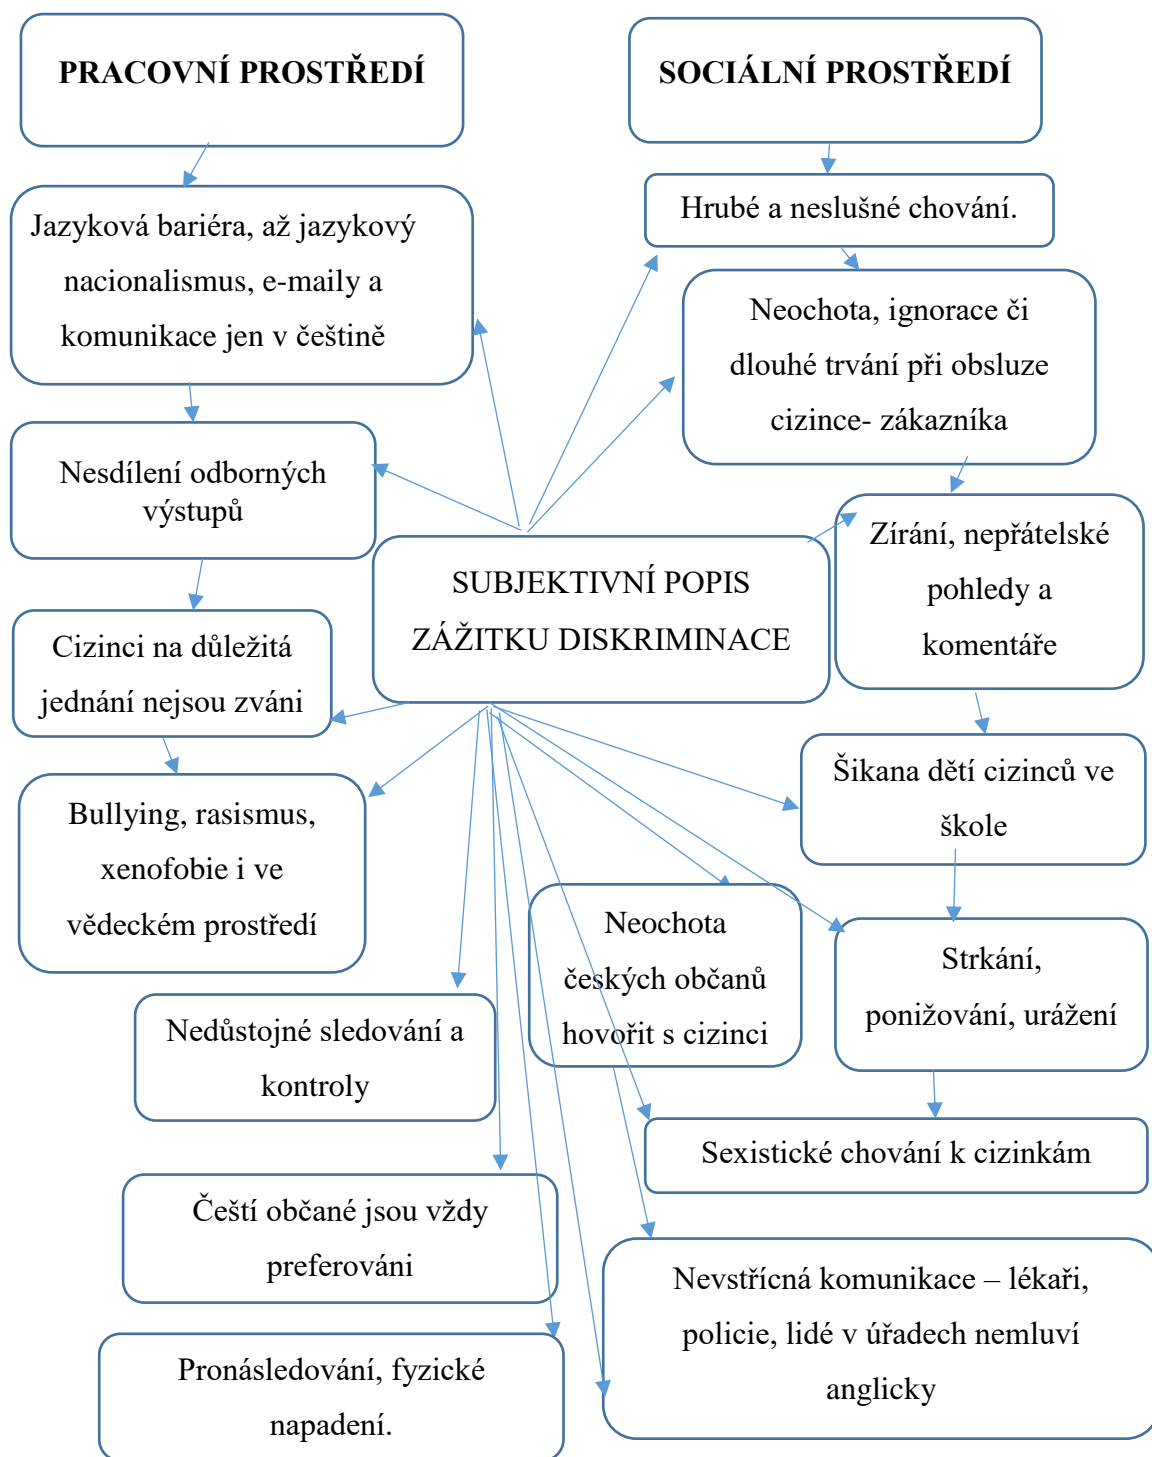 PRACOVNÍ PROSTŘEDÍ
SOCIÁLNÍ PROSTŘEDÍ
Jazyková bariéra, až jazykový
nacionalismus, e-maily a
komunikace jen v češtině
Hrubé a neslušné chování.
Neochota, ignorace či
dlouhé trvání při obsluze
cizince- zákazníka
Nesdílení odborných
výstupů
Zírání, nepřátelské
pohledy a
komentáře
SUBJEKTIVNÍ POPIS
ZÁŽITKU DISKRIMINACE
Cizinci na důležitá
jednání nejsou zváni
Šikana dětí cizinců ve
škole
Bullying, rasismus,
xenofobie i ve
vědeckém prostředí
Neochota
českých občanů
hovořit s cizinci
Strkání,
ponižování, urážení
Nedůstojné sledování a
kontroly
Sexistické chování k cizinkám
Čeští občané jsou vždy
preferováni
Nevstřícná komunikace – lékaři,
policie, lidé v úřadech nemluví
anglicky
Pronásledování, fyzické
napadení.